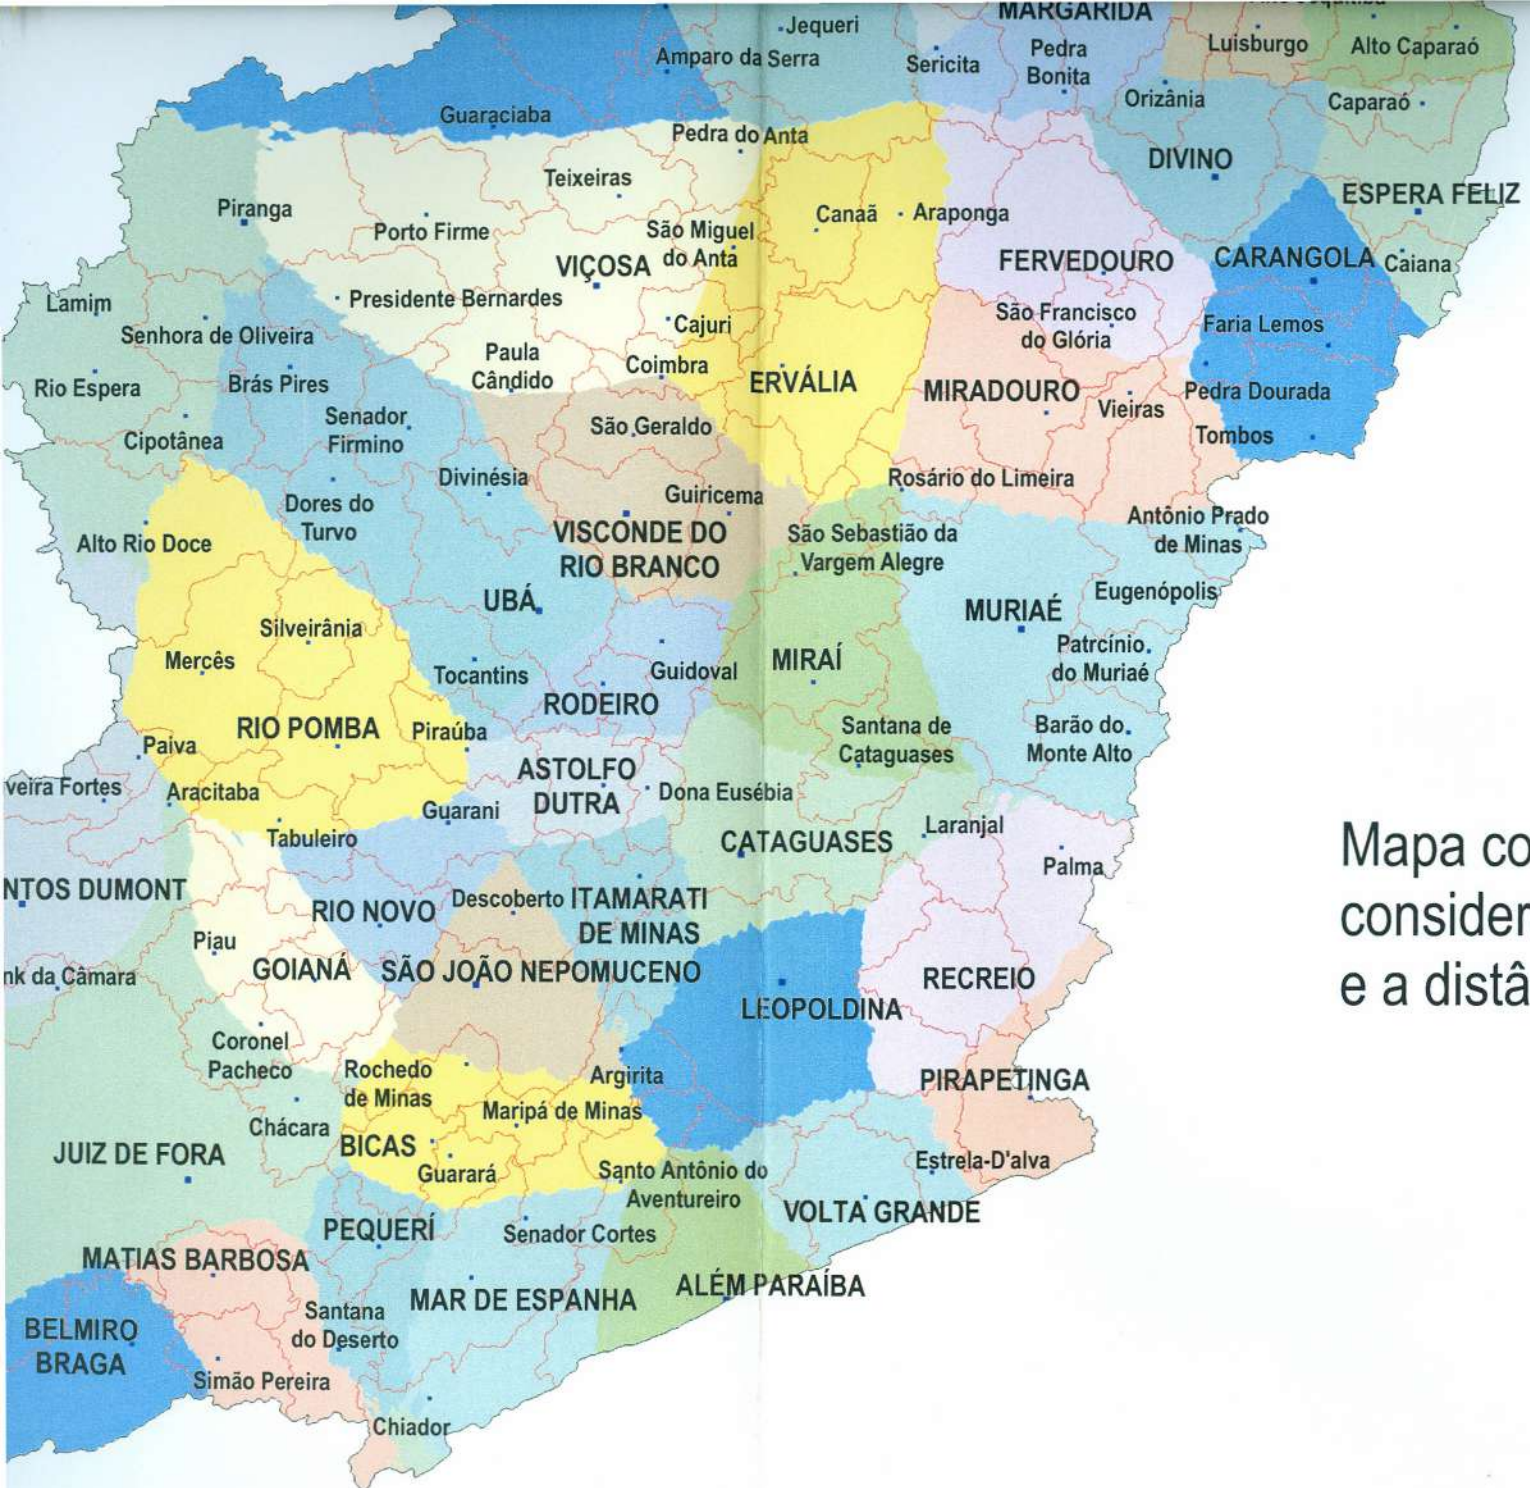 MARGARIDA
Jequeri
Amparo da Serra
Sericita
Pedra
Bonita
Luisburgo
Alto Caparaó
Guaraciaba
Orizânia
Caparaó
Pedra do Anta
DIVINO
Teixeiras
ESPERA FELIZ
Piranga
Porto Firme
São Miguel
do Anta
Canaã
Araponga
VIÇOSA
FERVEDOURO
CARANGOLA
Caiana
Lamim
Presidente Bernardes
Senhora de Oliveira
Cajuri
São Francisco
do Glória
Faria Lemos
Paula
Cândido
Coimbra
Rio Espera
Brás Pires
ERVÁLIA
MIRADOURO
Vieiras
Pedra Dourada
Senador
Firmino
São Geraldo
Cipotânea
Tombos
Divinésia
Rosário do Limeira
Guiricema
Dores do
Turvo
VISCONDE DO
RIO BRANCO
São Sebastião da
Vargem Alegre
Antônio Prado
de Minas
Alto Rio Doce
UBÁ
Eugenópolis
MURIAÉ
Silveirânia
Patrcínio
do Muriaé
Mercês
Tocantins
Guidoval
MIRAÍ
RODEIRO
RIO POMBA
Piraúba
Santana de
Cataguases
Barão do
Monte Alto
Paiva
ASTOLFO
DUTRA
veira Fortes
Aracitaba
Dona Eusébia
Guarani
Tabuleiro
CATAGUASES
Laranjal
Palma
Mapa co
NTOS DUMONT
RIO NOVO
Descoberto
ITAMARATI
DE MINAS
consider
Piau
nk da Câmara
GOIANÁ
SÃO JOÃO NEPOMUCENO
RECREIO
e a distâ
LEOPOLDINA
Coronel
Pacheco
Rochedo
de Minas
Argirita
PIRAPETINGA
Chácara
Maripá de Minas
JUIZ DE FORA
BICAS
Guarará
Santo Antônio do
Aventureiro
Estrela-D'alva
VOLTA GRANDE
PEQUERÍ
Senador Cortes
MATIAS BARBOSA
MAR DE ESPANHA
ALÉM PARAÍBA
Santana
do Deserto
BELMIRO
BRAGA
Simão Pereira
Chiador